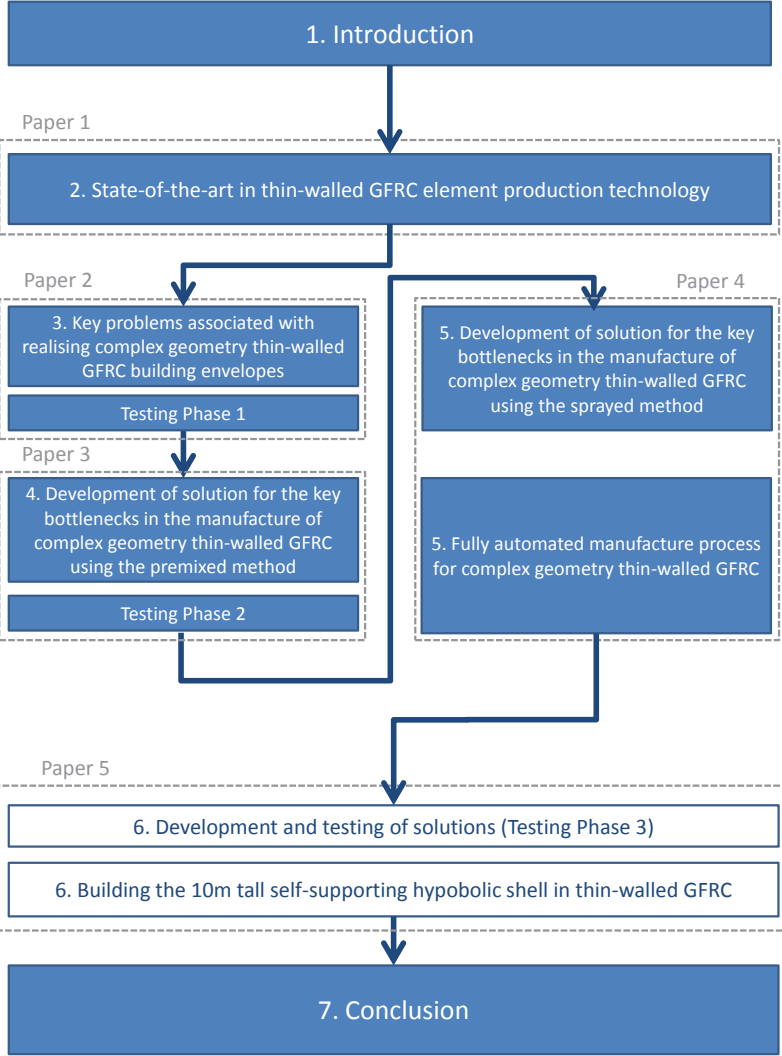 1. Introduction
Paper 1
2. State-of-the-art in thin-walled GFRC element production technology
Paper 2
3. Key problems associated with
realising complex geometry thin-walled
GFRC building envelopes
Testing Phase 1
Paper 3
4. Development of solution for the key
bottlenecks in the manufacture of
complex geometry thin-walled GFRC
using the premixed method
Testing Phase 2
Paper 4
5. Development of solution for the key
bottlenecks in the manufacture of
complex geometry thin-walled GFRC
using the sprayed method
5. Fully automated manufacture process
for complex geometry thin-walled GFRC
Paper 5
6. Development and testing of solutions (Testing Phase 3)
6. Building the 10m tall self-supporting hypobolic shell in thin-walled GFRC
7. Conclusion